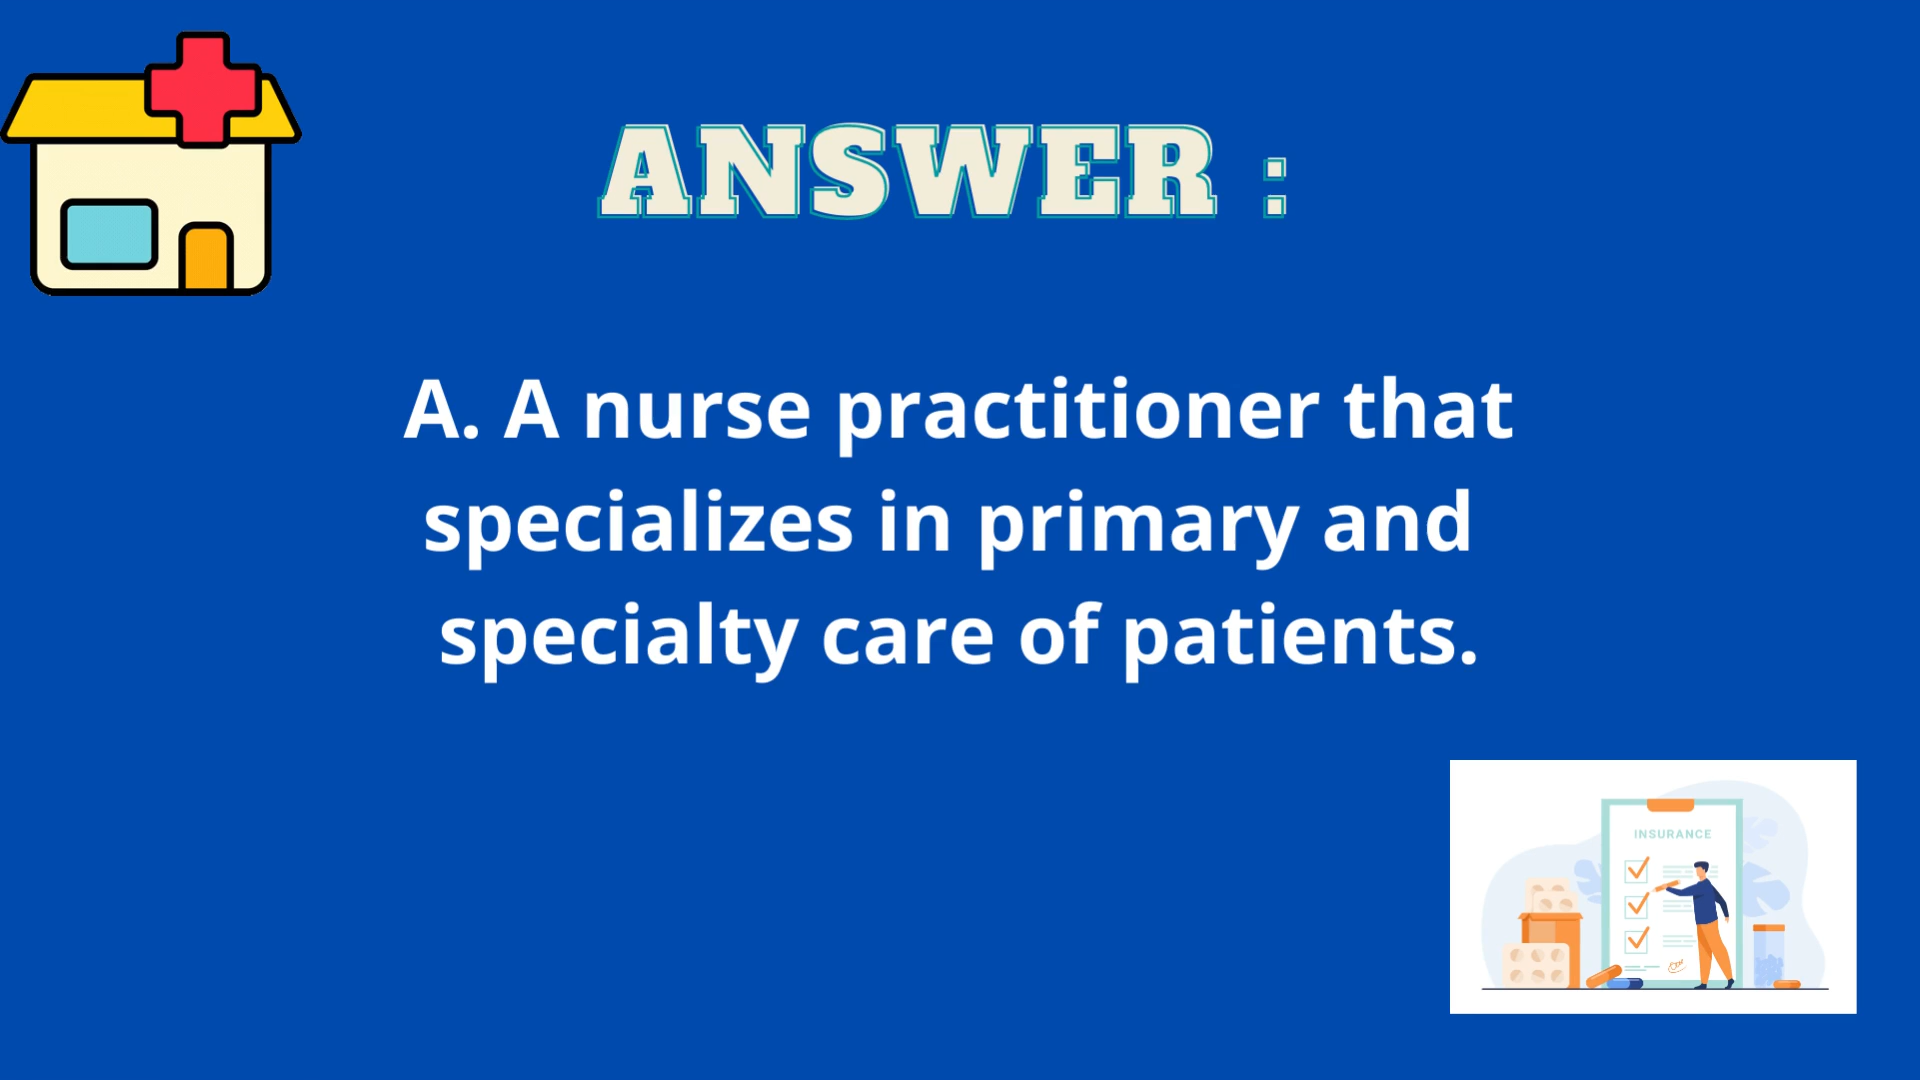 ANSWER :
A. A nurse practitioner that
specializes in primary and
specialty care of patients.
INSURANCE